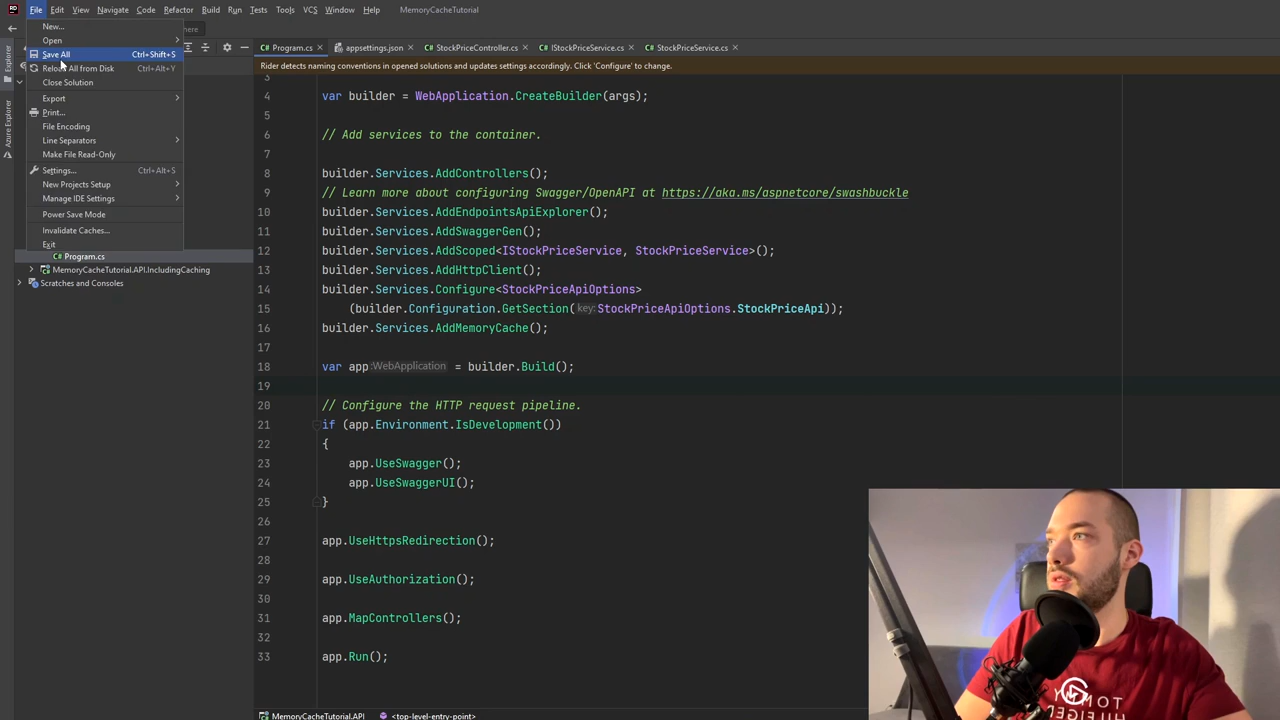 File Edit View Navigate Code Refactor Build Run Tests Tools VCS Window Help MemoryCacheTutorial
New...
Open
Save All Ctrl+Shift+S
Reload All from Disk Ctrl+Alt+Y
Close Solution
Export
Print...
File Encoding
Line Separators
Make File Read-Only
Settings... Ctrl+Alt+S
New Projects Setup
Manage IDE Settings
Power Save Mode
Invalidate Caches...
Exit
here
Explorer
Azure Explorer
Program.cs
MemoryCacheTutorial.API.IncludingCaching
Scratches and Consoles
Program.cs appsettings.json StockPriceController.cs IStockPriceService.cs StockPriceService.cs
Rider detects naming conventions in opened solutions and updates settings accordingly. Click 'Configure' to change.
3
4 var builder = WebApplication.CreateBuilder(args);
5
6 // Add services to the container.
7
8 builder.Services.AddControllers();
9 // Learn more about configuring Swagger/OpenAPI at https://aka.ms/aspnetcore/swashbuckle
10 builder.Services.AddEndpointsApiExplorer();
11 builder.Services.AddSwaggerGen();
12 builder.Services.AddScoped<IStockPriceService, StockPriceService>();
13 builder.Services.AddHttpClient();
14 builder.Services.Configure<StockPriceApiOptions>
15 (builder.Configuration.GetSection(key:StockPriceApiOptions.StockPriceApi));
16 builder.Services.AddMemoryCache();
17
18 var app:WebApplication = builder.Build();
19
20 // Configure the HTTP request pipeline.
21 if (app.Environment.IsDevelopment())
22 {
23 app.UseSwagger();
24 app.UseSwaggerUI();
25 }
26
27 app.UseHttpsRedirection();
28
29 app.UseAuthorization();
30
31 app.MapControllers();
32
33 app.Run();
MemoryCacheTutorial.API <top-level-entry-point>